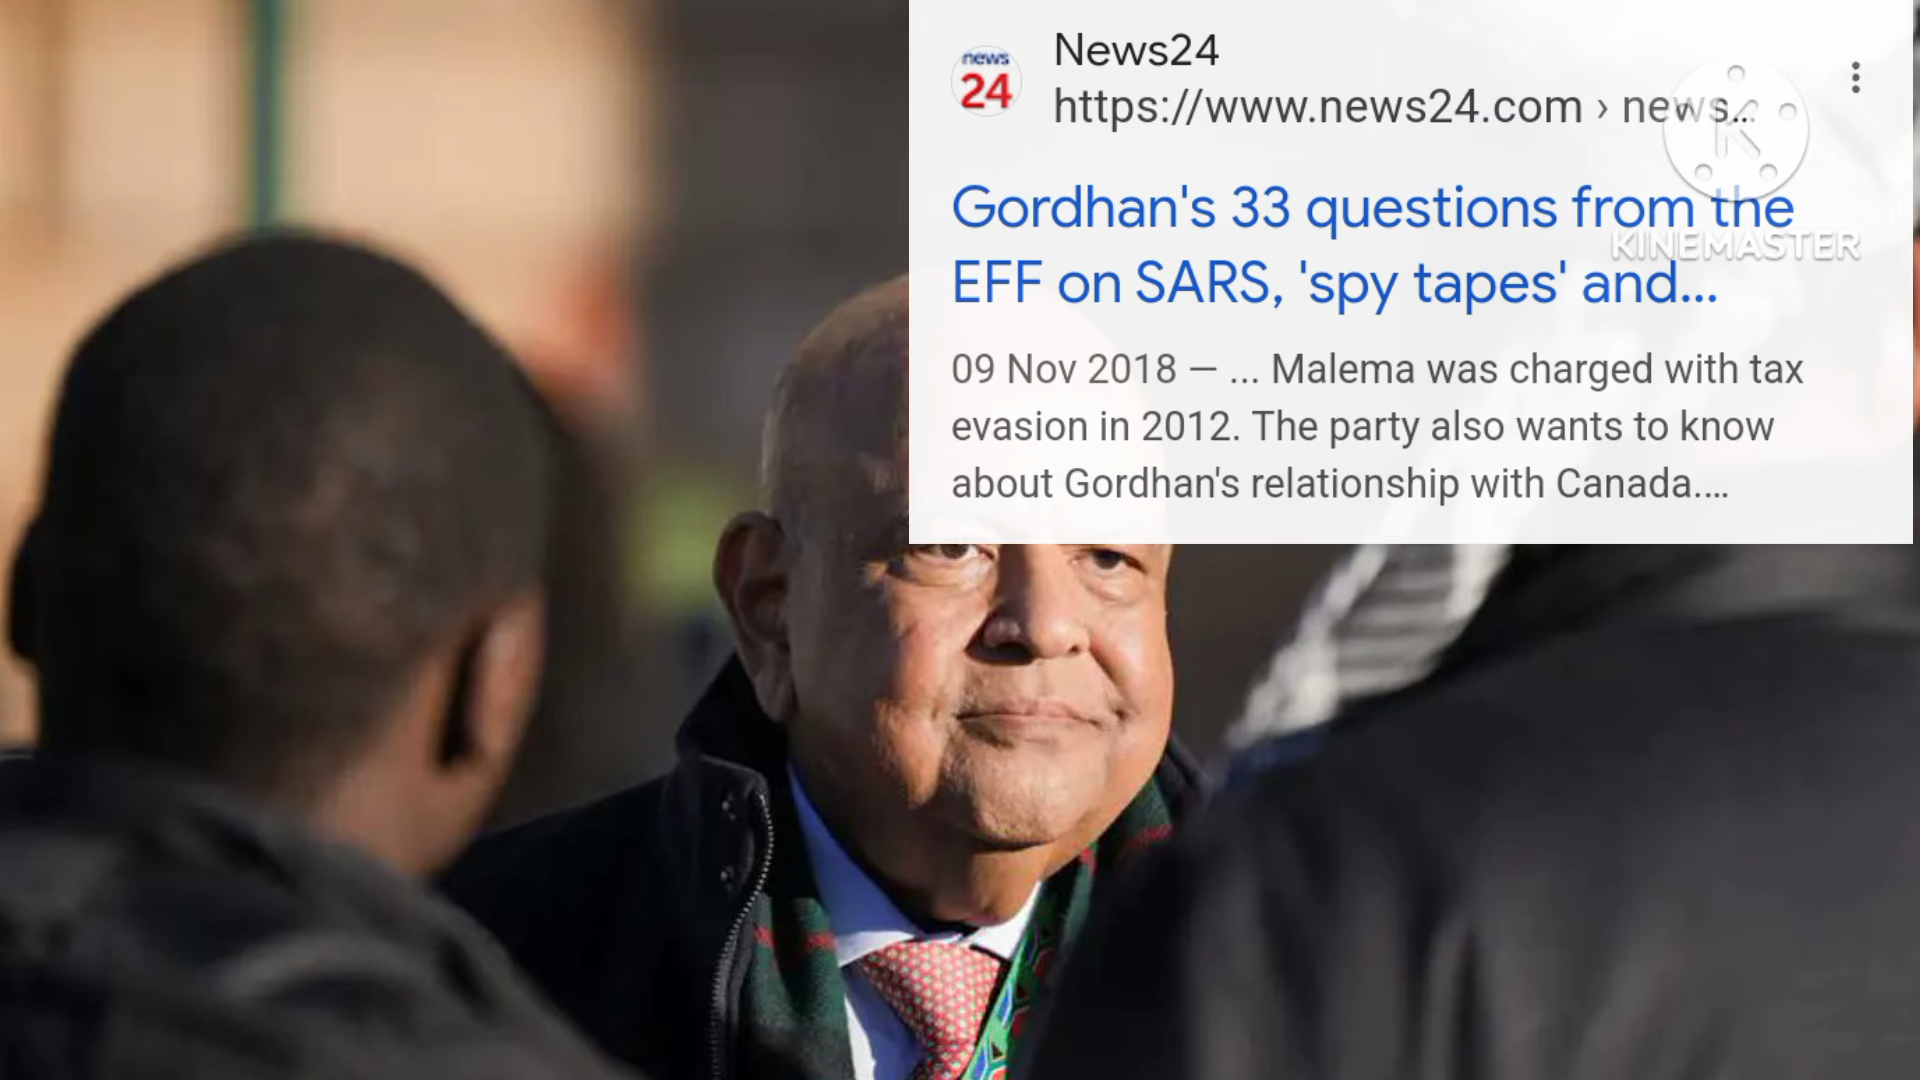 news
24
News24
https://www.news24.com › news...
Gordhan's 33 questions from the
EFF on SARS, 'spy tapes' and...
09 Nov 2018 — ... Malema was charged with tax
evasion in 2012. The party also wants to know
about Gordhan's relationship with Canada....
K
KINEMASTER